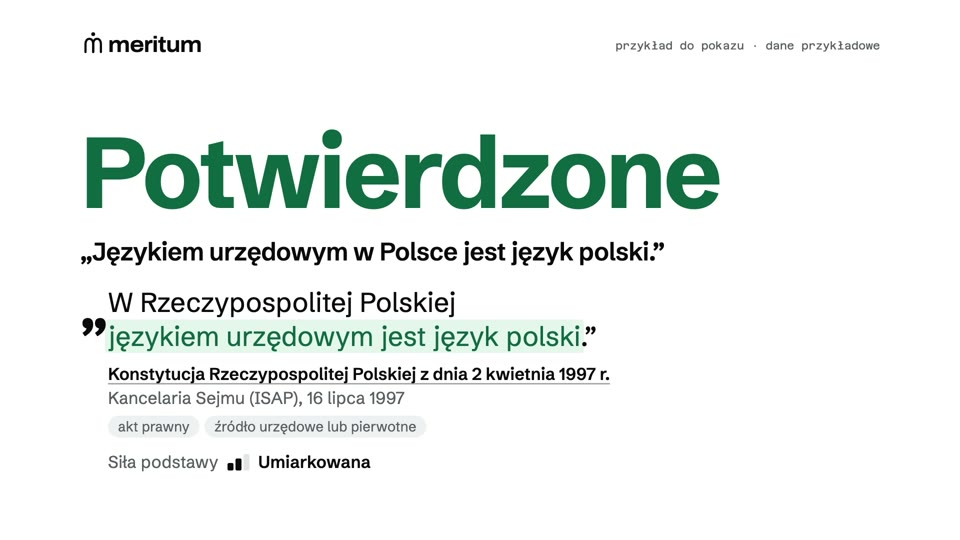 meritum
przykład do pokazu · dane przykładowe
Potwierdzone
„Językiem urzędowym w Polsce jest język polski.”
W Rzeczypospolitej Polskiej
” językiem urzędowym jest język polski.”
Konstytucja Rzeczypospolitej Polskiej z dnia 2 kwietnia 1997 r.
Kancelaria Sejmu (ISAP), 16 lipca 1997
akt prawny źródło urzędowe lub pierwotne
Siła podstawy Umiarkowana